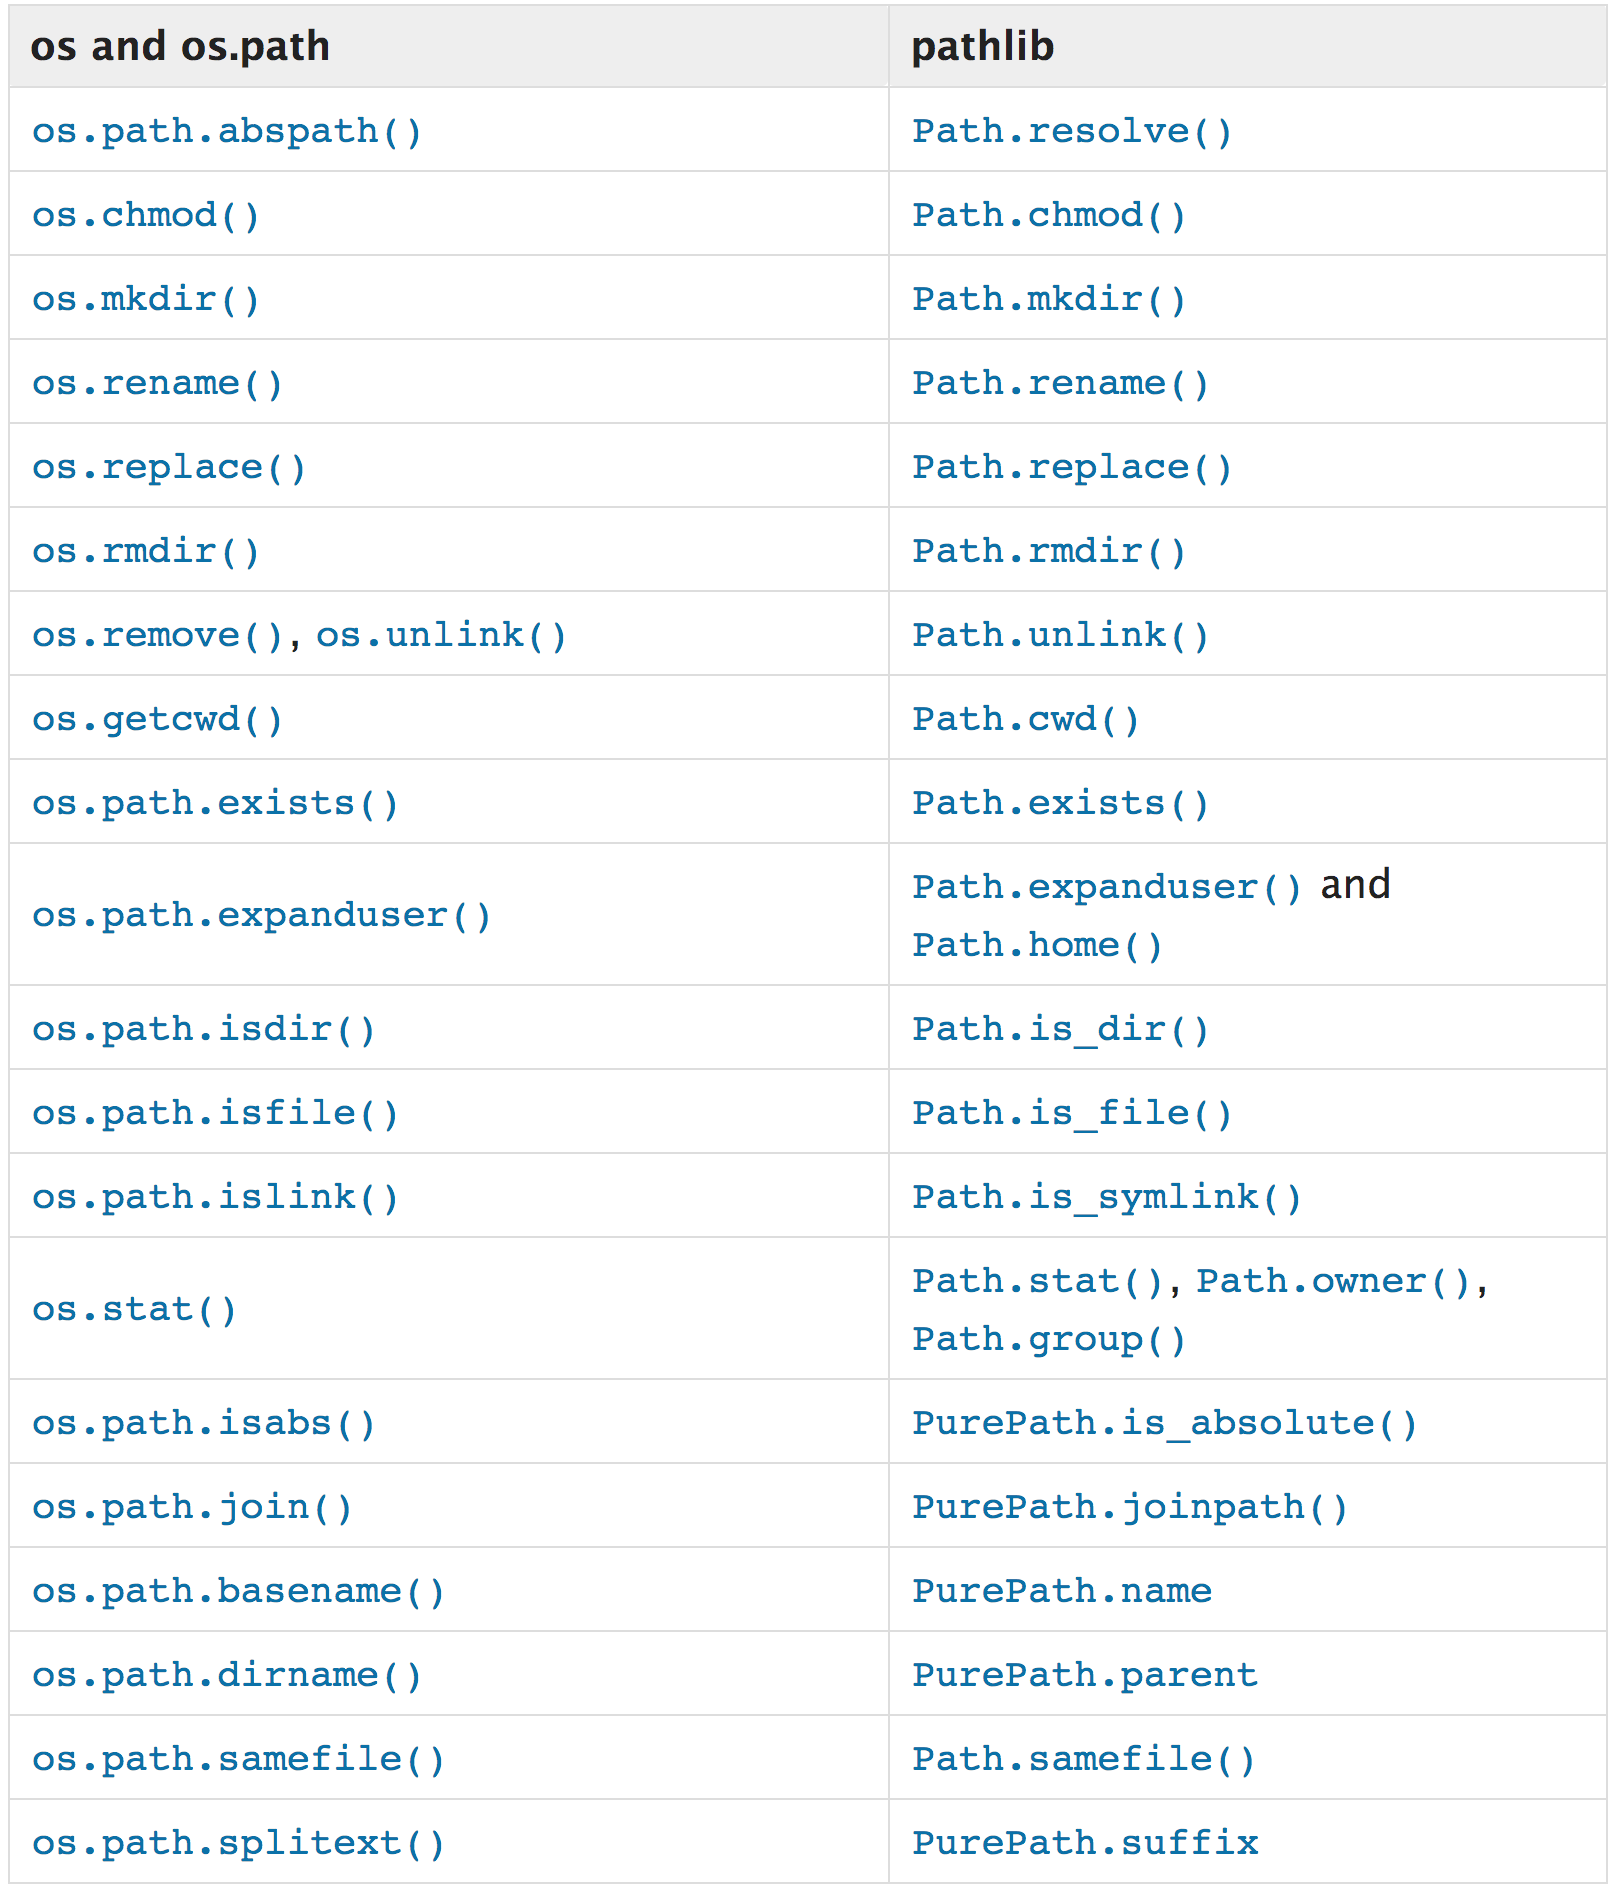 os and os.path pathlib
os.path.abspath() Path.resolve()
os.chmod() Path.chmod()
os.mkdir() Path.mkdir()
os.rename() Path.rename()
os.replace() Path.replace()
os.rmdir() Path.rmdir()
os.remove(), os.unlink() Path.unlink()
os.getcwd() Path.cwd()
os.path.exists() Path.exists()
os.path.expanduser() Path.expanduser() and
Path.home()
os.path.isdir() Path.is_dir()
os.path.isfile() Path.is_file()
os.path.islink() Path.is_symlink()
os.stat() Path.stat(), Path.owner(),
Path.group()
os.path.isabs() PurePath.is_absolute()
os.path.join() PurePath.joinpath()
os.path.basename() PurePath.name
os.path.dirname() PurePath.parent
os.path.samefile() Path.samefile()
os.path.splitext() PurePath.suffix